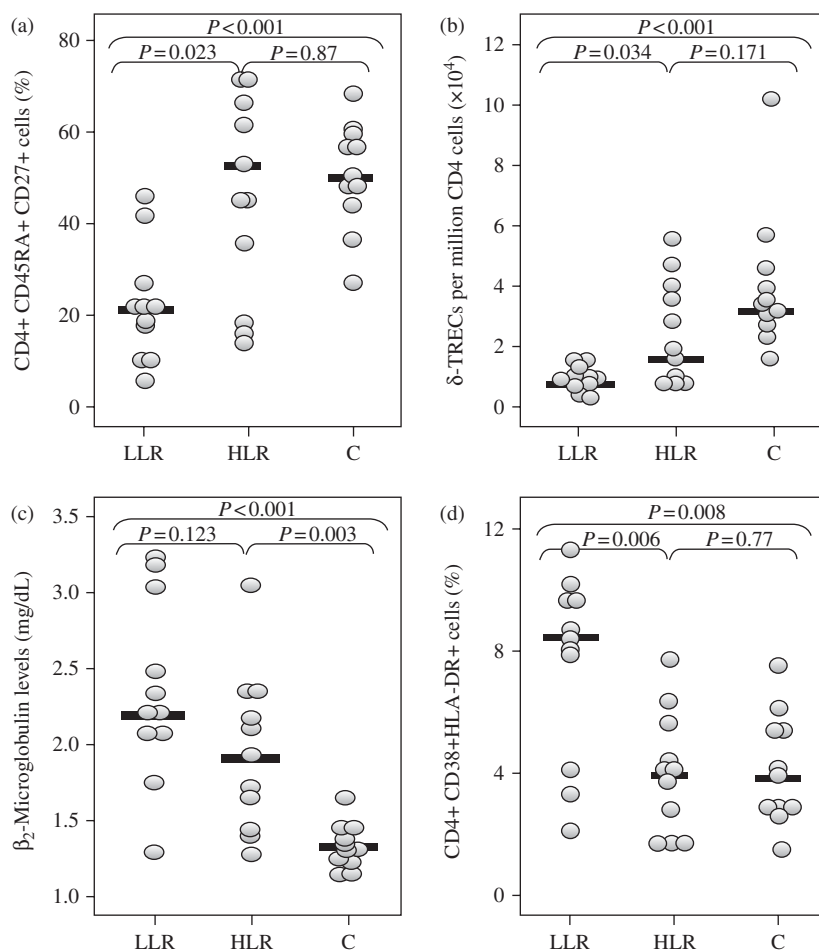 (a)
P<0.001
P=0.023
P=0.87
80
60
40
20
0
CD4+ CD45RA+ CD27+ cells (%)
LLR
HLR
C
(b)
P<0.001
P=0.034
P=0.171
12
10
8
6
4
2
0
δ-TRECs per million CD4 cells (×10⁴)
LLR
HLR
C
(c)
P<0.001
P=0.123
P=0.003
3.5
3.0
2.5
2.0
1.5
1.0
β₂-Microglobulin levels (mg/dL)
LLR
HLR
C
(d)
P=0.008
P=0.006
P=0.77
12
8
4
0
CD4+ CD38+HLA-DR+ cells (%)
LLR
HLR
C